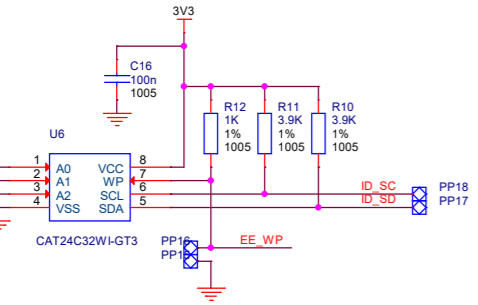 3V3
C16
100n
1005
R12
1K
1%
1005
R11
3.9K
1%
1005
R10
3.9K
1%
1005
U6
1 A0 VCC 8
2 A1 WP 7
3 A2 SCL 6
4 VSS SDA 5
CAT24C32WI-GT3
ID_SC
ID_SD
PP18
PP17
PP16
EE_WP